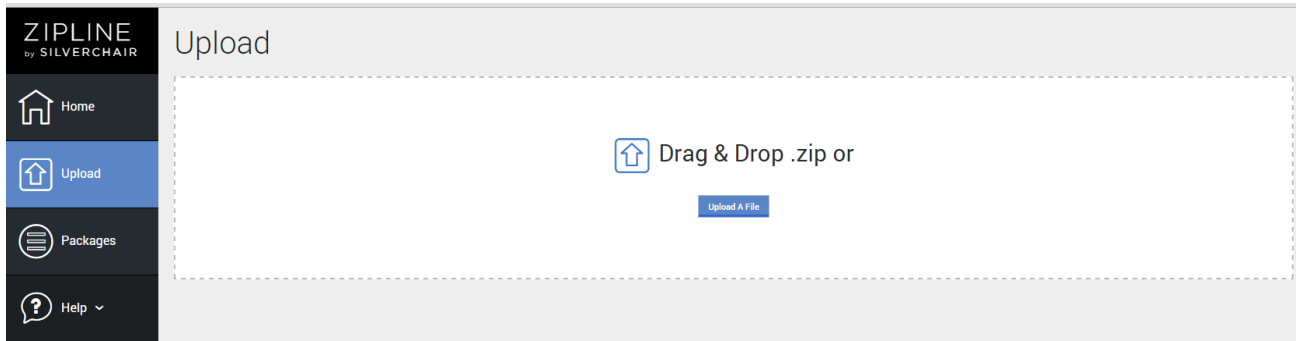 ZIPLINE
by SILVERCHAIR
Home
Upload
Packages
Help
Upload
Drag & Drop .zip or
Upload A File